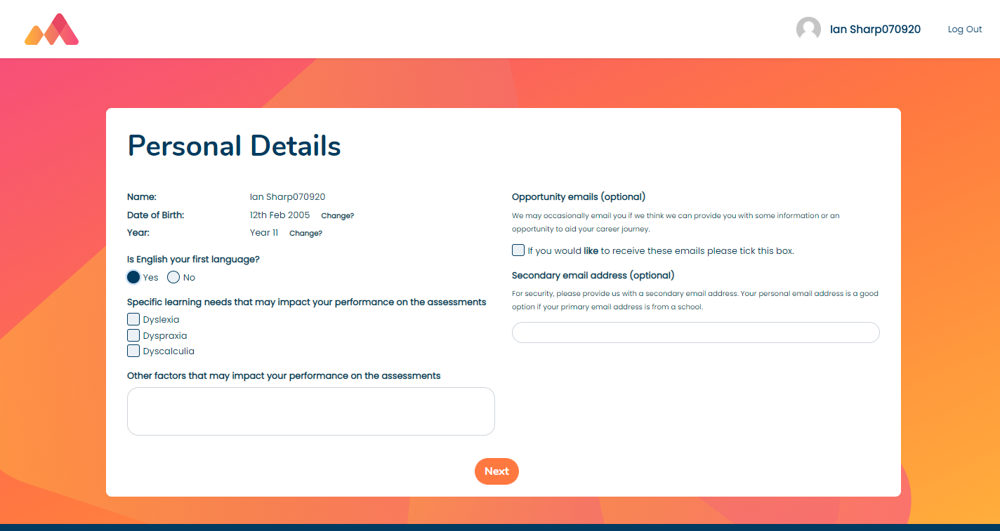 Ian Sharp070920
Log Out
Personal Details
Name: Ian Sharp070920
Date of Birth: 12th Feb 2005 Change?
Year: Year 11 Change?
Is English your first language?
Yes No
Specific learning needs that may impact your performance on the assessments
Dyslexia
Dyspraxia
Dyscalculia
Other factors that may impact your performance on the assessments
Opportunity emails (optional)
We may occasionally email you if we think we can provide you with some information or an
opportunity to aid your career journey.
If you would like to receive these emails please tick this box.
Secondary email address (optional)
For security, please provide us with a secondary email address. Your personal email address is a good
option if your primary email address is from a school.
Next